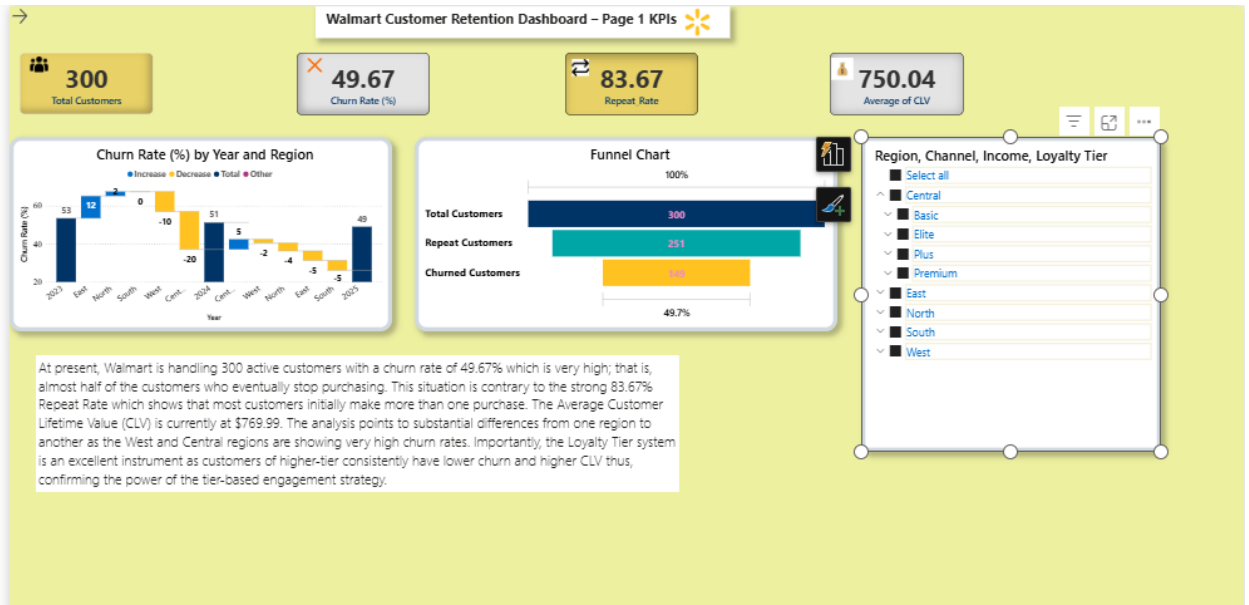 Walmart Customer Retention Dashboard – Page 1 KPIs
300
Total Customers
49.67
Churn Rate (%)
83.67
Repeat Rate
750.04
Average of CLV
Churn Rate (%) by Year and Region
Increase Decrease Total Other
Churn Rate (%)
60
40
20
53
12
2
0
-10
-20
51
5
-2
-4
-5
-5
49
2023
East
North
South
West
Cent...
2024
Cent...
West
North
East
South
2025
Year
Funnel Chart
100%
Total Customers
300
Repeat Customers
251
Churned Customers
149
49.7%
Region, Channel, Income, Loyalty Tier
Select all
Central
Basic
Elite
Plus
Premium
East
North
South
West
At present, Walmart is handling 300 active customers with a churn rate of 49.67% which is very high; that is,
almost half of the customers who eventually stop purchasing. This situation is contrary to the strong 83.67%
Repeat Rate which shows that most customers initially make more than one purchase. The Average Customer
Lifetime Value (CLV) is currently at $769.99. The analysis points to substantial differences from one region to
another as the West and Central regions are showing very high churn rates. Importantly, the Loyalty Tier system
is an excellent instrument as customers of higher-tier consistently have lower churn and higher CLV thus,
confirming the power of the tier-based engagement strategy.